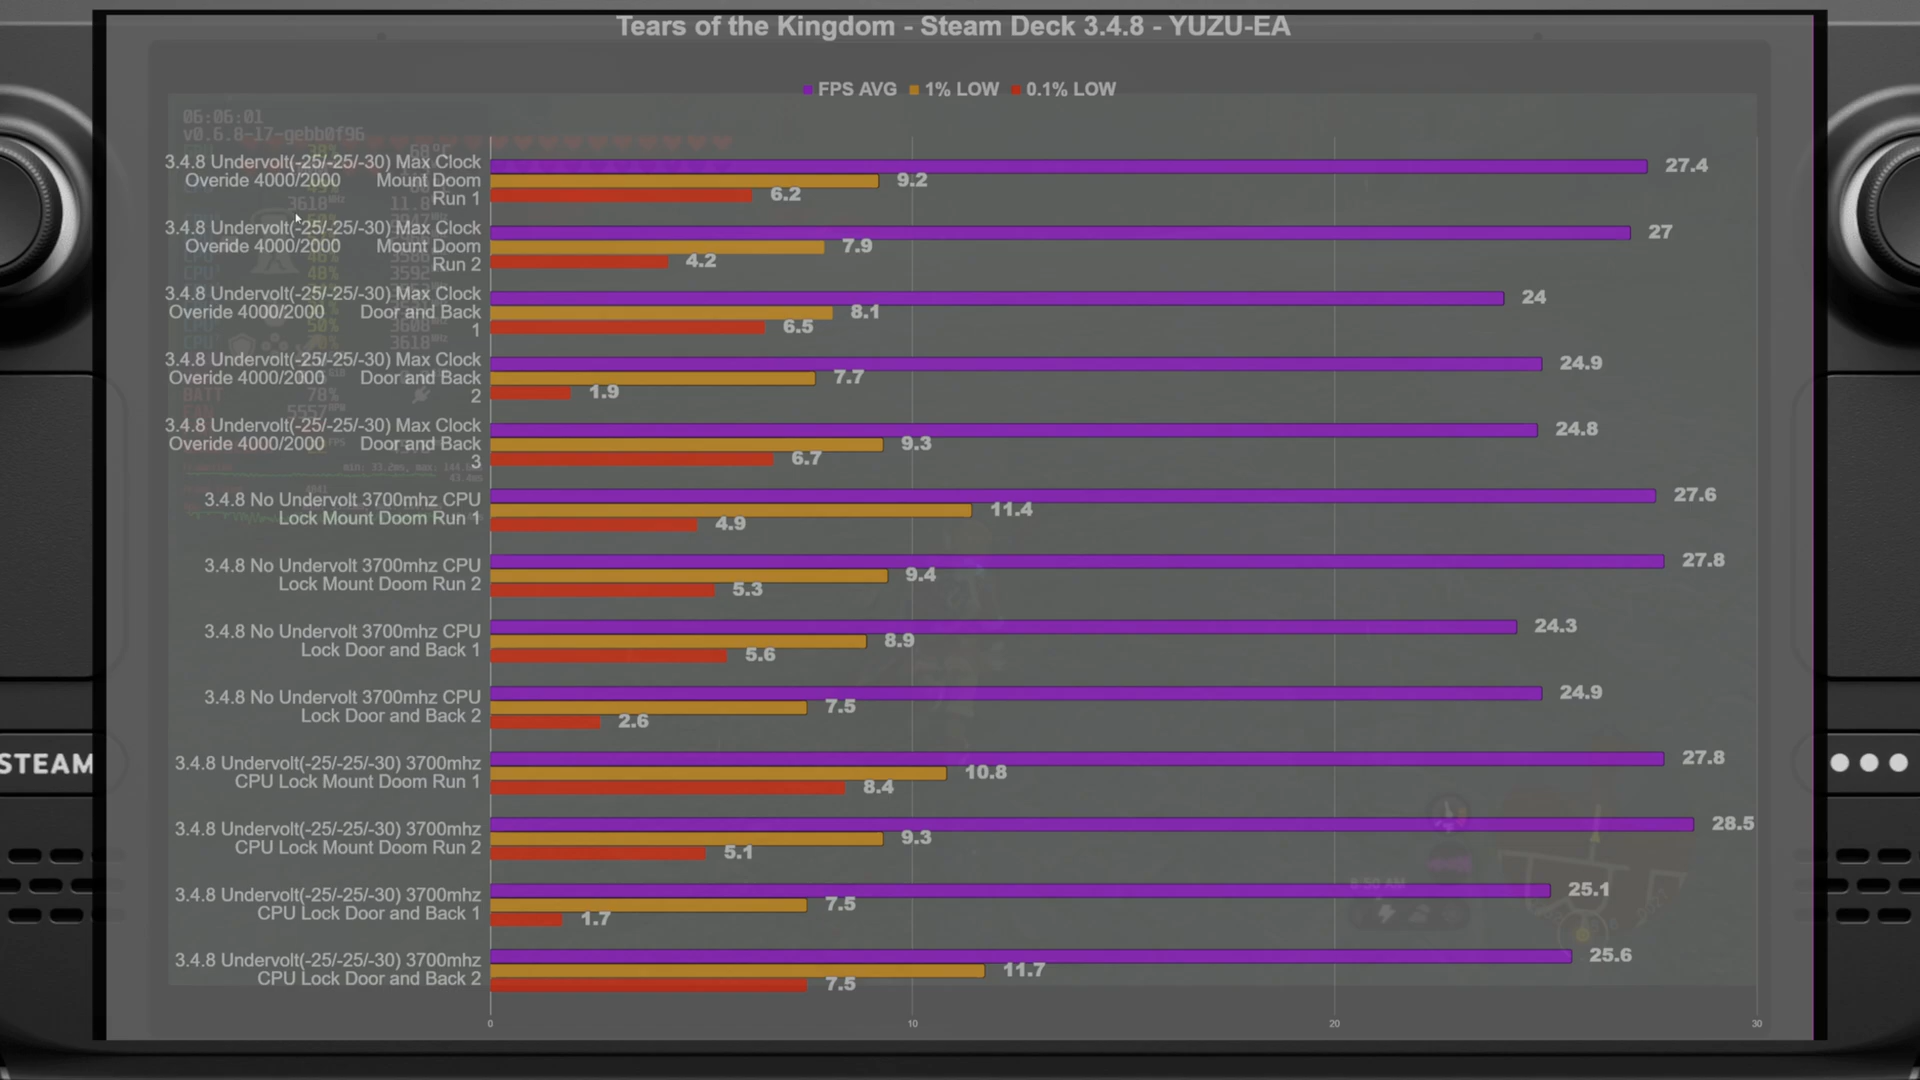 Tears of the Kingdom - Steam Deck 3.4.8 - YUZU-EA
FPS AVG 1% LOW 0.1% LOW
06:06:01
v0.6.8-17-gebb0f96
3.4.8 Undervolt(-25/-25/-30) Max Clock
Overide 4000/2000 Mount Doom
Run 1
27.4
9.2
6.2
3.4.8 Undervolt(-25/-25/-30) Max Clock
Overide 4000/2000 Mount Doom
Run 2
27
7.9
4.2
3.4.8 Undervolt(-25/-25/-30) Max Clock
Overide 4000/2000 Door and Back
1
24
8.1
6.5
3.4.8 Undervolt(-25/-25/-30) Max Clock
Overide 4000/2000 Door and Back
2
24.9
7.7
1.9
3.4.8 Undervolt(-25/-25/-30) Max Clock
Overide 4000/2000 Door and Back
3
24.8
9.3
6.7
3.4.8 No Undervolt 3700mhz CPU
Lock Mount Doom Run 1
27.6
11.4
4.9
3.4.8 No Undervolt 3700mhz CPU
Lock Mount Doom Run 2
27.8
9.4
5.3
3.4.8 No Undervolt 3700mhz CPU
Lock Door and Back 1
24.3
8.9
5.6
3.4.8 No Undervolt 3700mhz CPU
Lock Door and Back 2
24.9
7.5
2.6
3.4.8 Undervolt(-25/-25/-30) 3700mhz
CPU Lock Mount Doom Run 1
27.8
10.8
8.4
3.4.8 Undervolt(-25/-25/-30) 3700mhz
CPU Lock Mount Doom Run 2
28.5
9.3
5.1
3.4.8 Undervolt(-25/-25/-30) 3700mhz
CPU Lock Door and Back 1
25.1
7.5
1.7
3.4.8 Undervolt(-25/-25/-30) 3700mhz
CPU Lock Door and Back 2
25.6
11.7
7.5
0 10 20 30
STEAM
8:50 AM